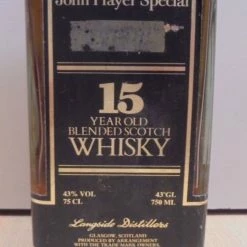 John Player Special
15
YEAR OLD
BLENDED SCOTCH
WHISKY
43% VOL 43°GL
75 CL 750 ML
Langside Distillers
GLASGOW, SCOTLAND
PRODUCED BY ARRANGEMENT
WITH THE TRADE MARK OWNERS.